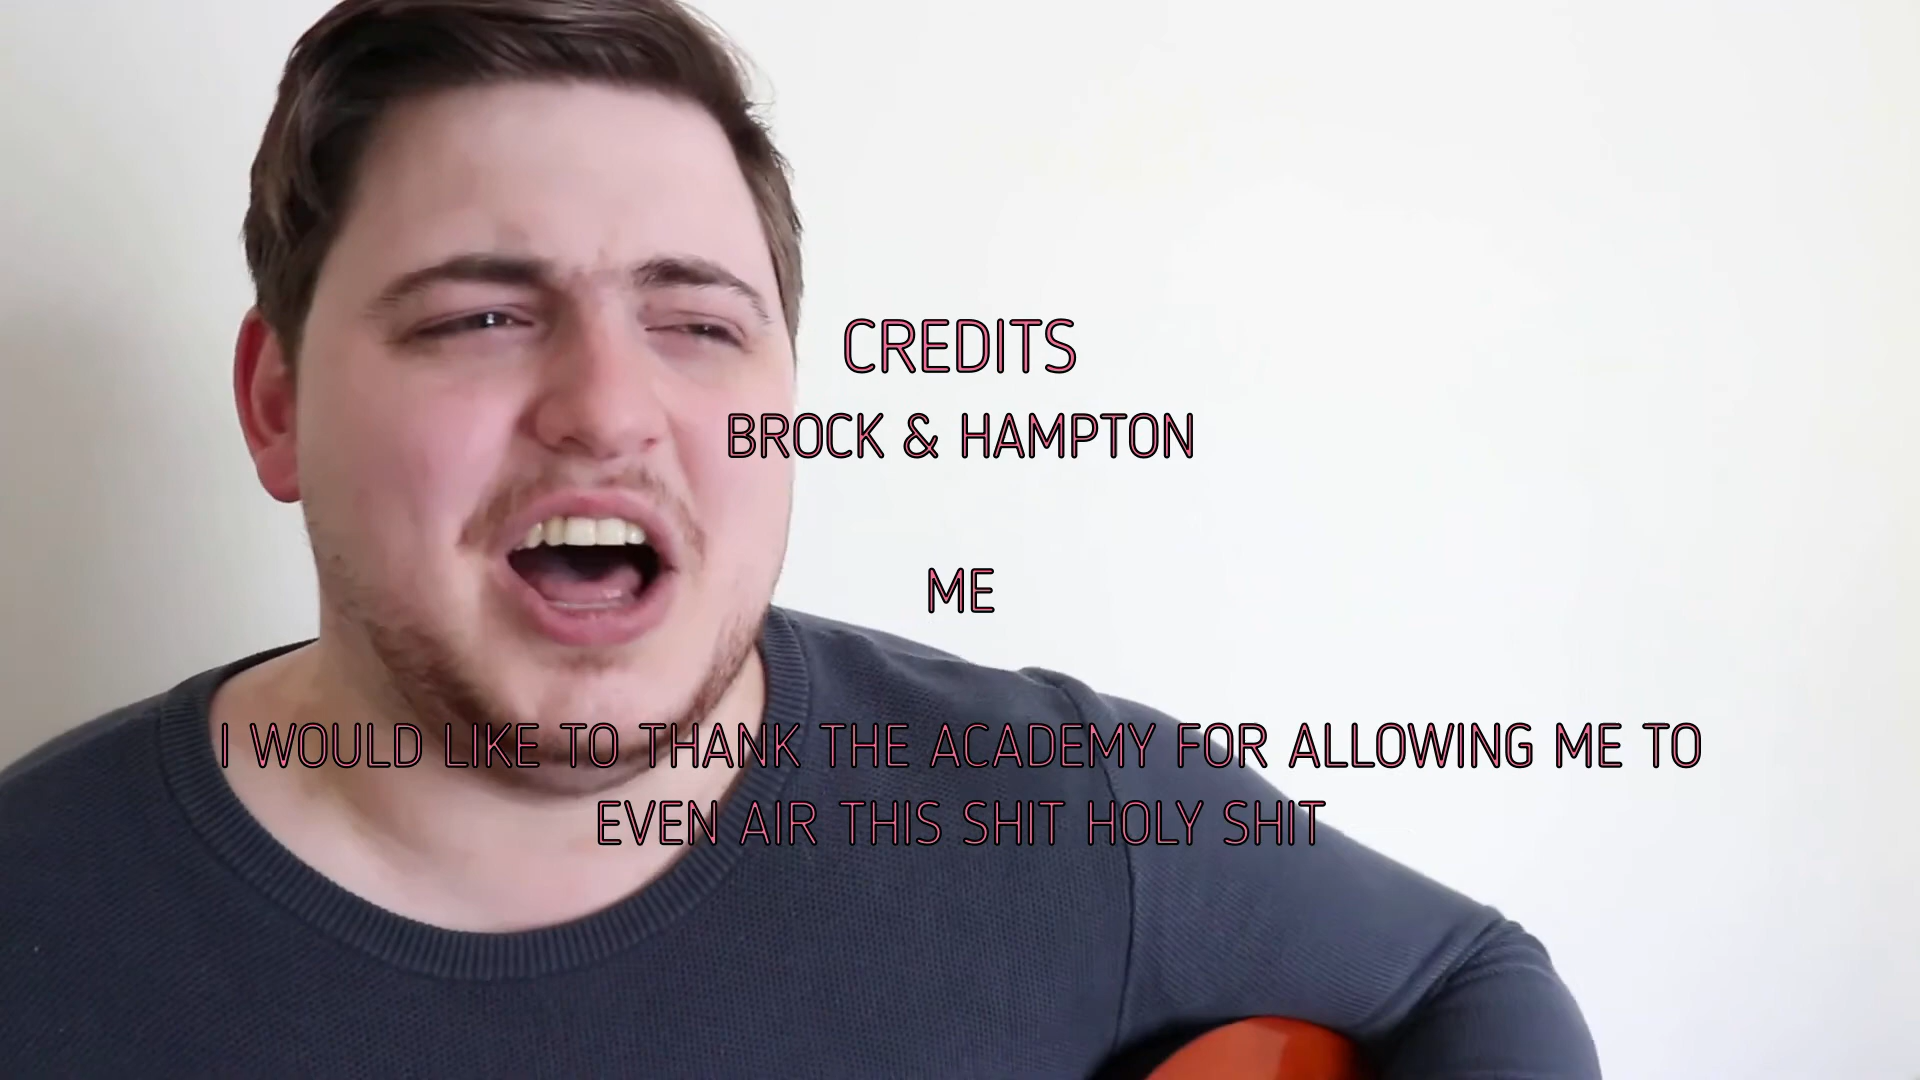 CREDITS
BROCK & HAMPTON
ME
I WOULD LIKE TO THANK THE ACADEMY FOR ALLOWING ME TO
EVEN AIR THIS SHIT HOLY SHIT